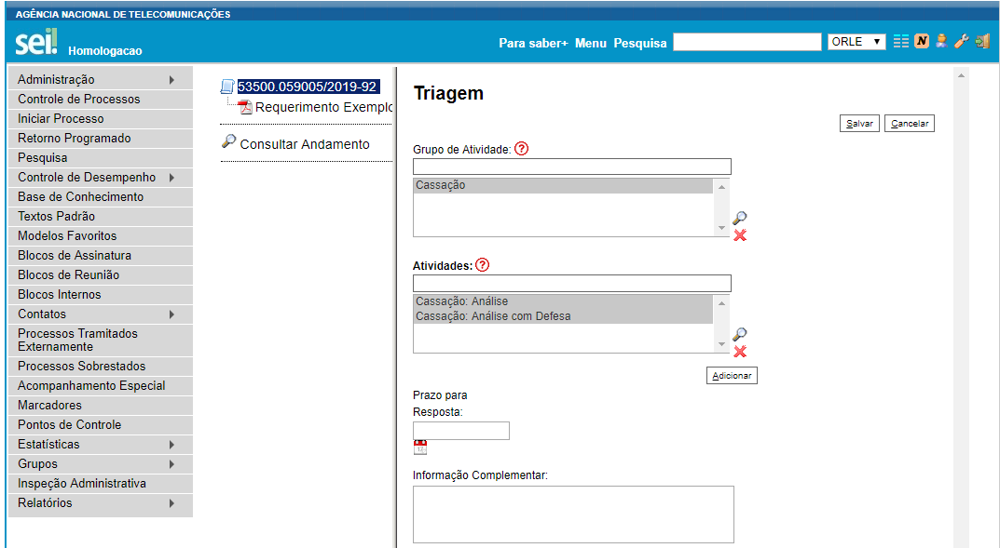 AGÊNCIA NACIONAL DE TELECOMUNICAÇÕES
sei! Homologacao
Para saber+ Menu Pesquisa ORLE
Administração
Controle de Processos
Iniciar Processo
Retorno Programado
Pesquisa
Controle de Desempenho
Base de Conhecimento
Textos Padrão
Modelos Favoritos
Blocos de Assinatura
Blocos de Reunião
Blocos Internos
Contatos
Processos Tramitados
Externamente
Processos Sobrestados
Acompanhamento Especial
Marcadores
Pontos de Controle
Estatísticas
Grupos
Inspeção Administrativa
Relatórios
53500.059005/2019-92
Requerimento Exemplo
Consultar Andamento
Triagem
Salvar Cancelar
Grupo de Atividade: ?
Cassação
Atividades: ?
Cassação: Análise
Cassação: Análise com Defesa
Adicionar
Prazo para
Resposta:
Informação Complementar: